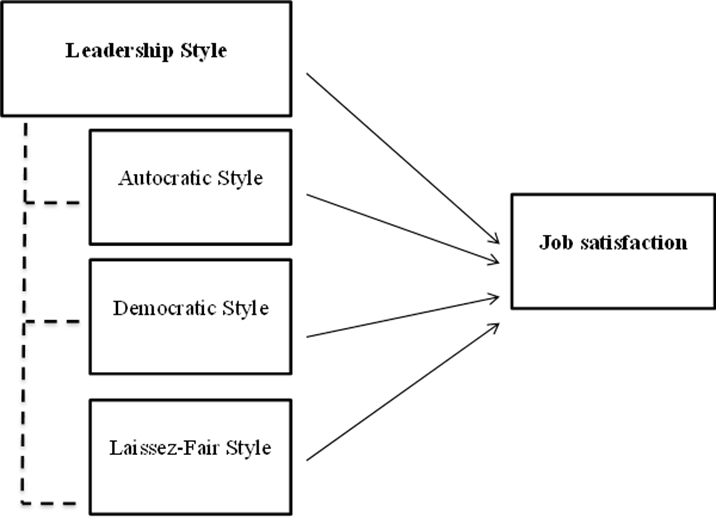 Leadership Style
Autocratic Style
Democratic Style
Laissez-Fair Style
Job satisfaction